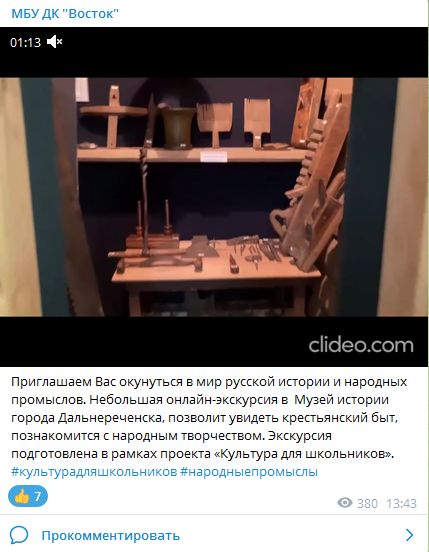 МБУ ДК "Восток"
01:13
clideo.com
Приглашаем Вас окунуться в мир русской истории и народных
промыслов. Небольшая онлайн-экскурсия в  Музей истории
города Дальнереченска, позволит увидеть крестьянский быт,
познакомится с народным творчеством. Экскурсия
подготовлена в рамках проекта «Культура для школьников».
#культурадляшкольников #народныепромыслы
7
380 13:43
Прокомментировать